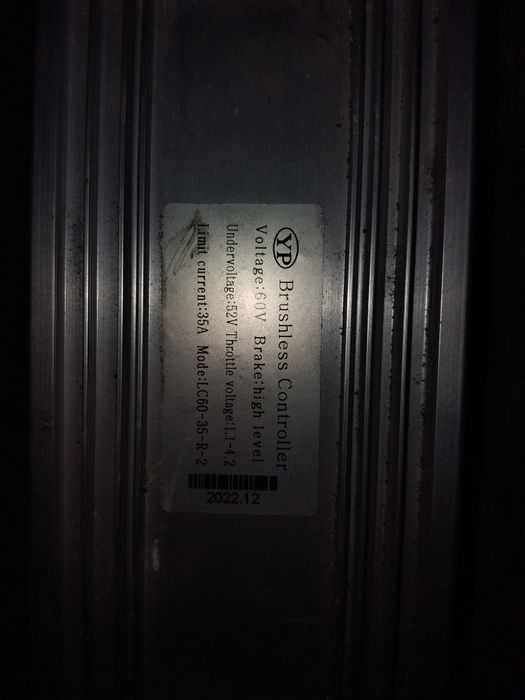 YP Brushless Controller
Voltage:60V Brake:high level
Undervoltage:52V Throttle voltage:1.1-4.2
Limit current:35A Mode:LC60-35-R-2
2022.12